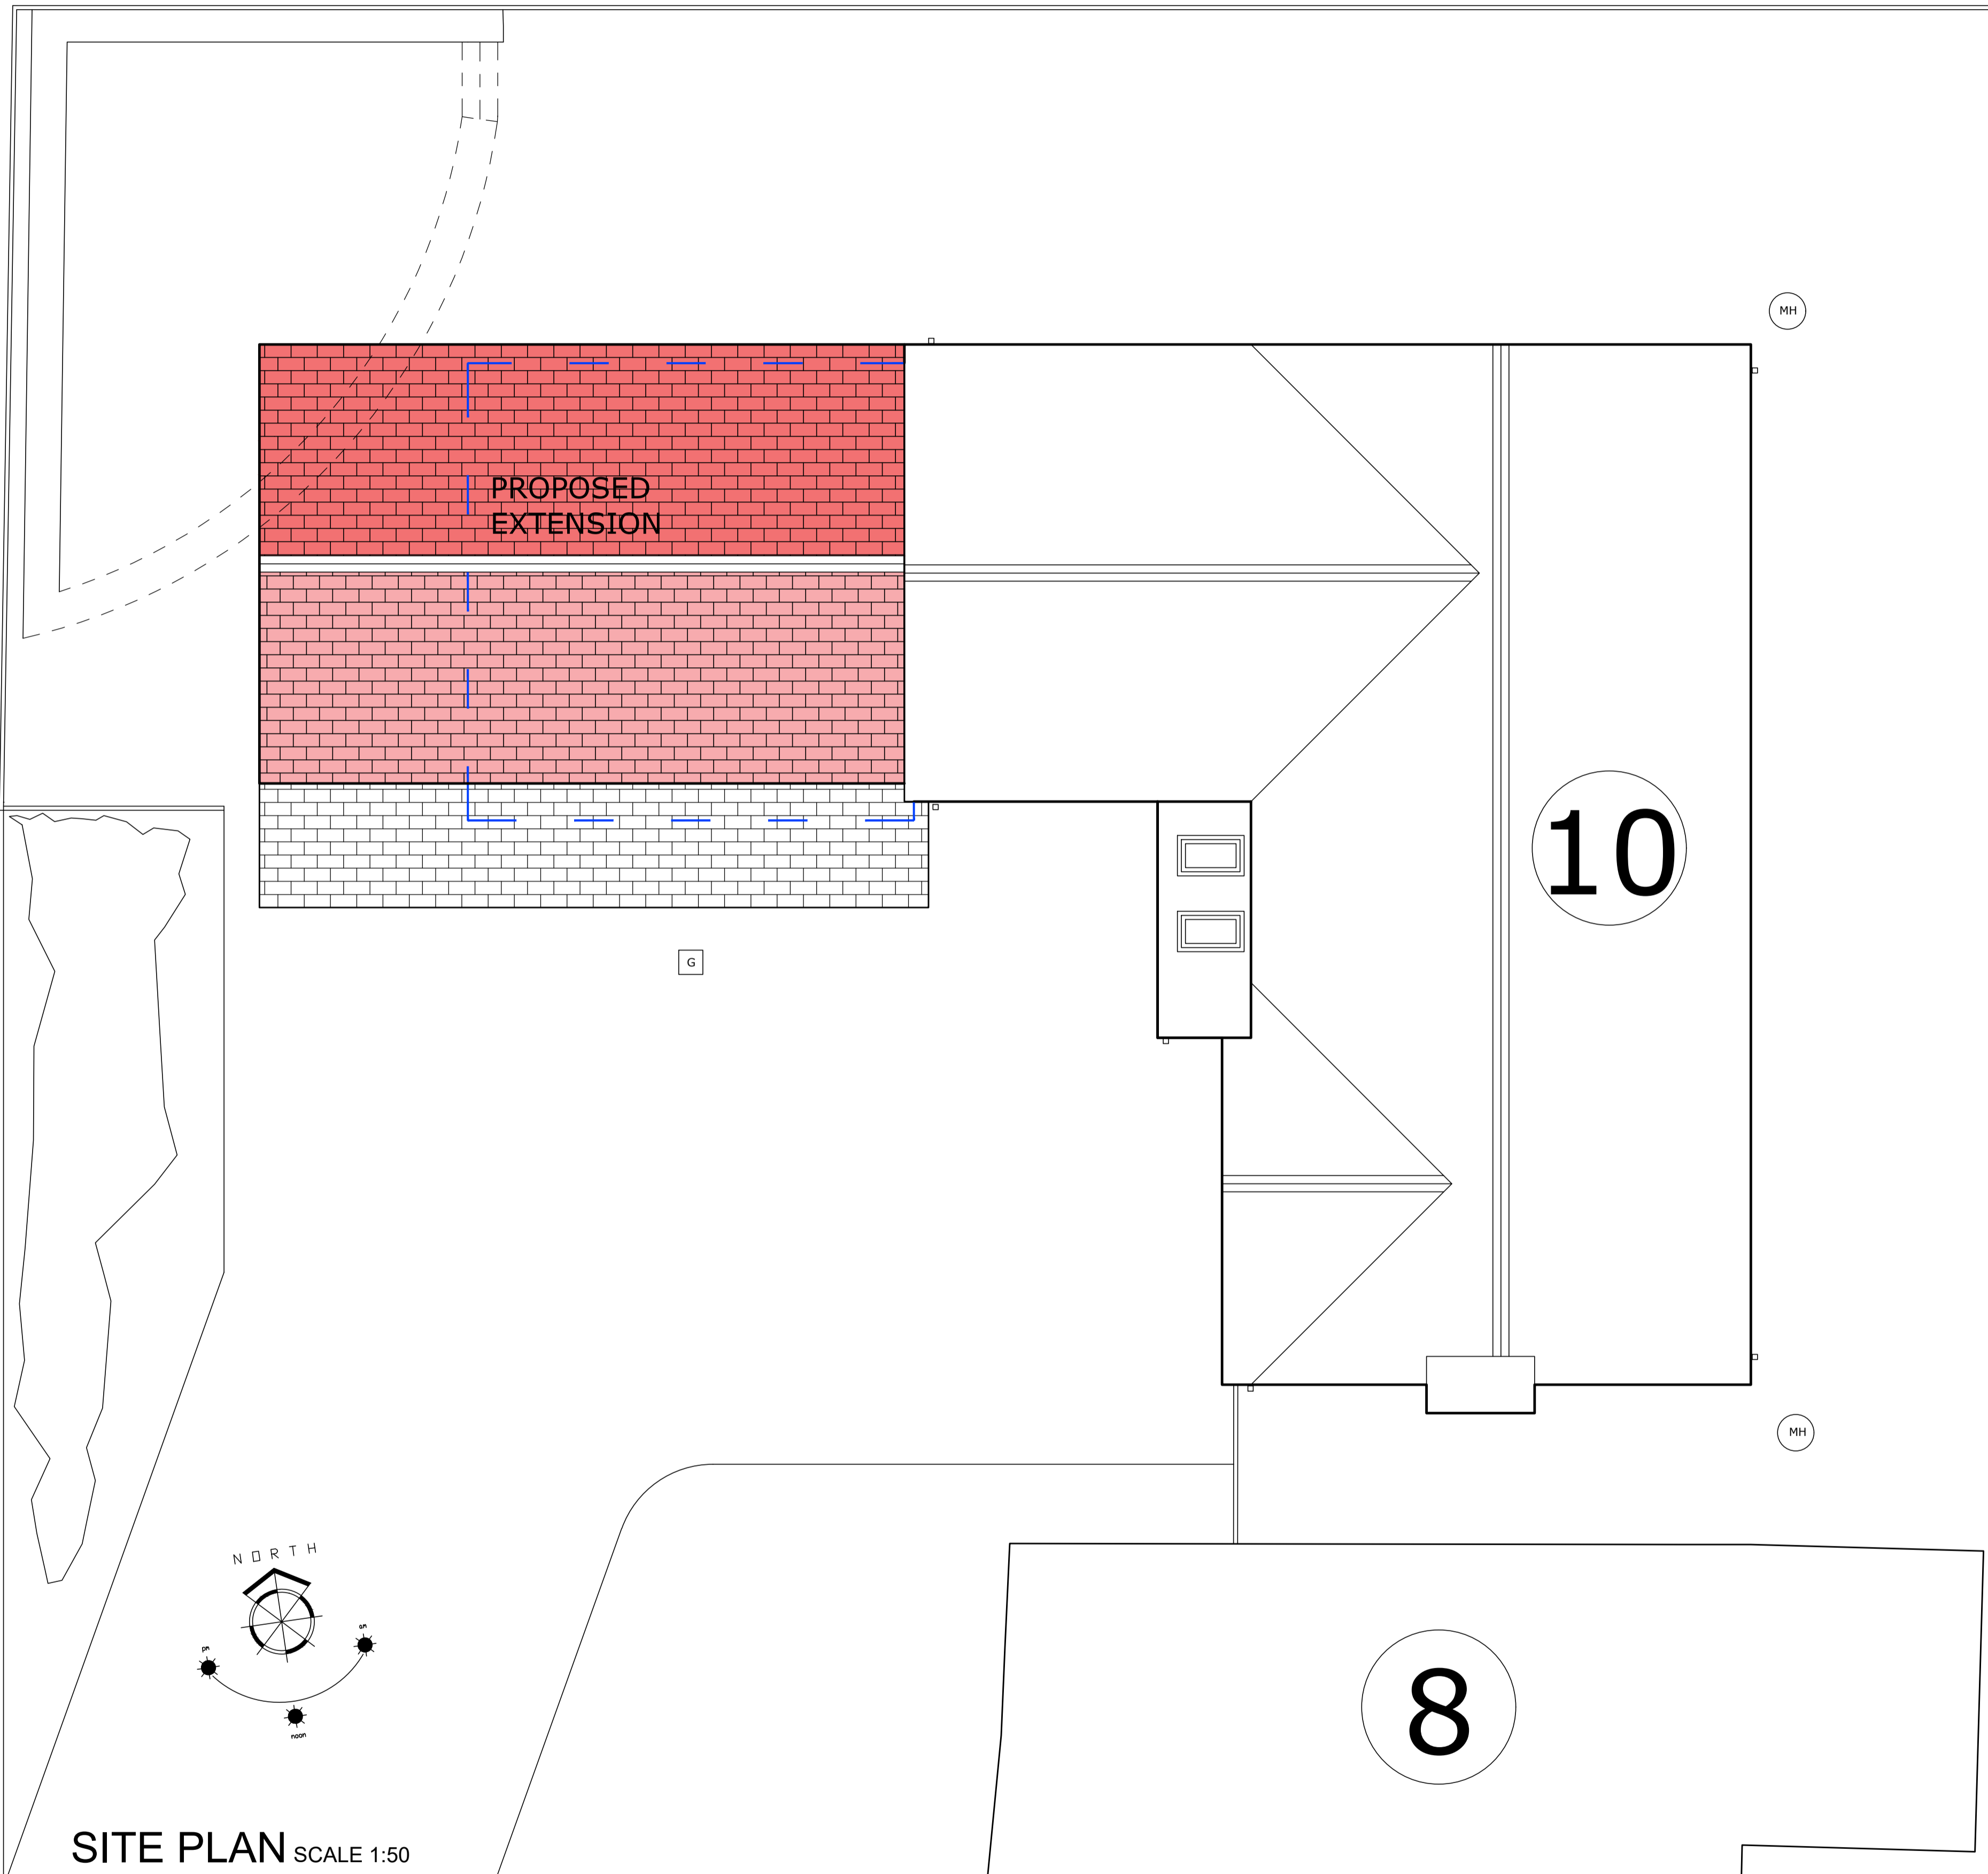 MH
PROPOSED
EXTENSION
10
G
MH
NORTH
am
pm
noon
8
SITE PLAN SCALE 1:50